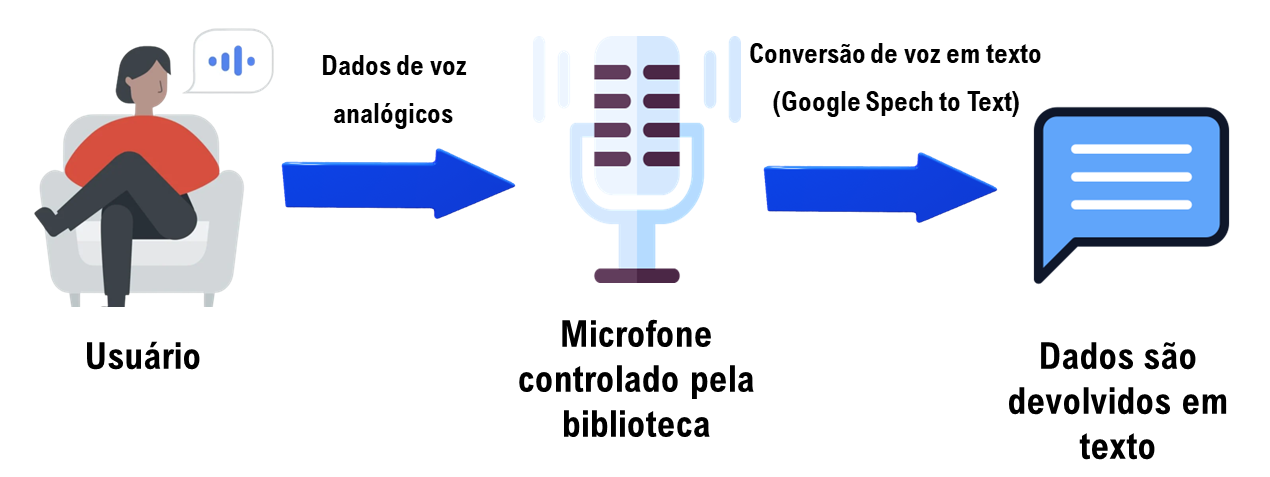 Dados de voz
analógicos
Conversão de voz em texto
(Google Spech to Text)
Usuário
Microfone
controlado pela
biblioteca
Dados são
devolvidos em
texto